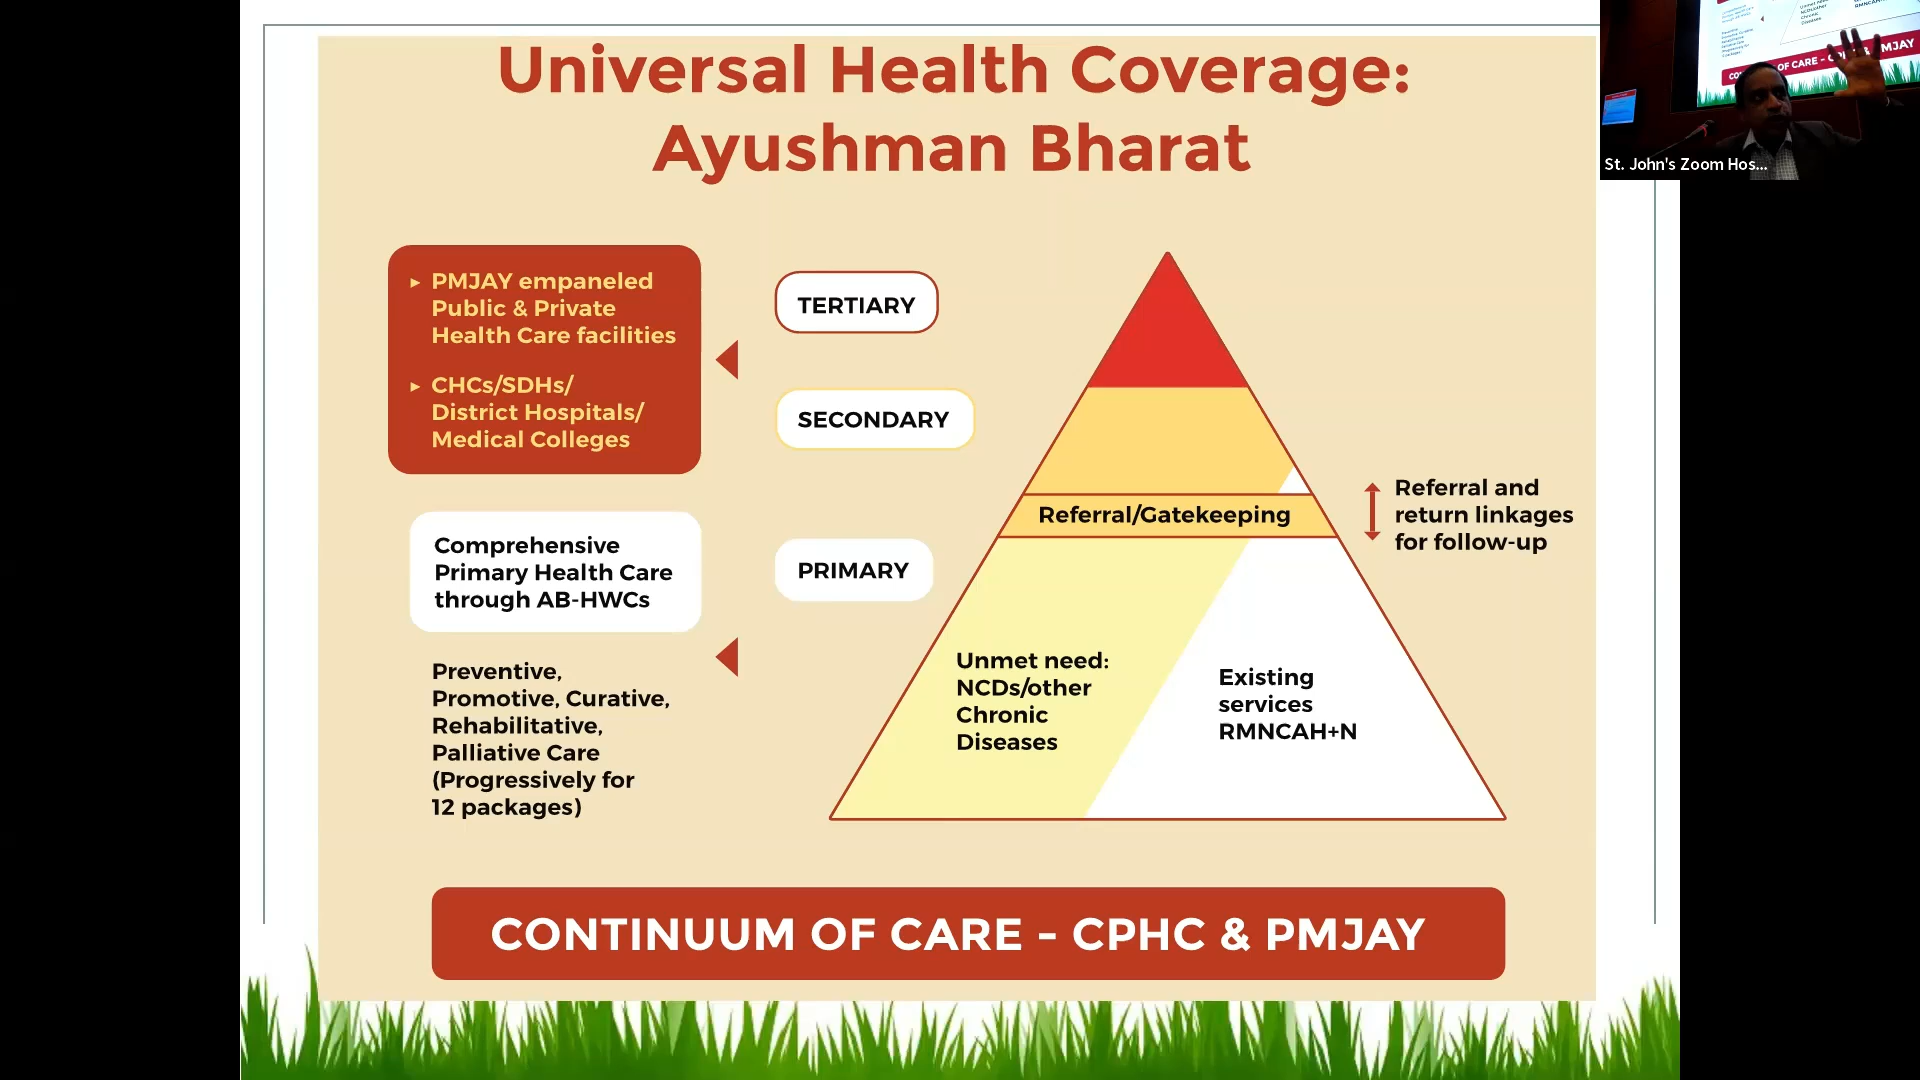 Universal Health Coverage:
Ayushman Bharat
▸ PMJAY empaneled
Public & Private
Health Care facilities
▸ CHCs/SDHs/
District Hospitals/
Medical Colleges
TERTIARY
SECONDARY
Referral/Gatekeeping
Referral and
return linkages
for follow-up
Comprehensive
Primary Health Care
through AB-HWCs
PRIMARY
Preventive,
Promotive, Curative,
Rehabilitative,
Palliative Care
(Progressively for
12 packages)
Unmet need:
NCDs/other
Chronic
Diseases
Existing
services
RMNCAH+N
CONTINUUM OF CARE - CPHC & PMJAY
St. John's Zoom Hos...